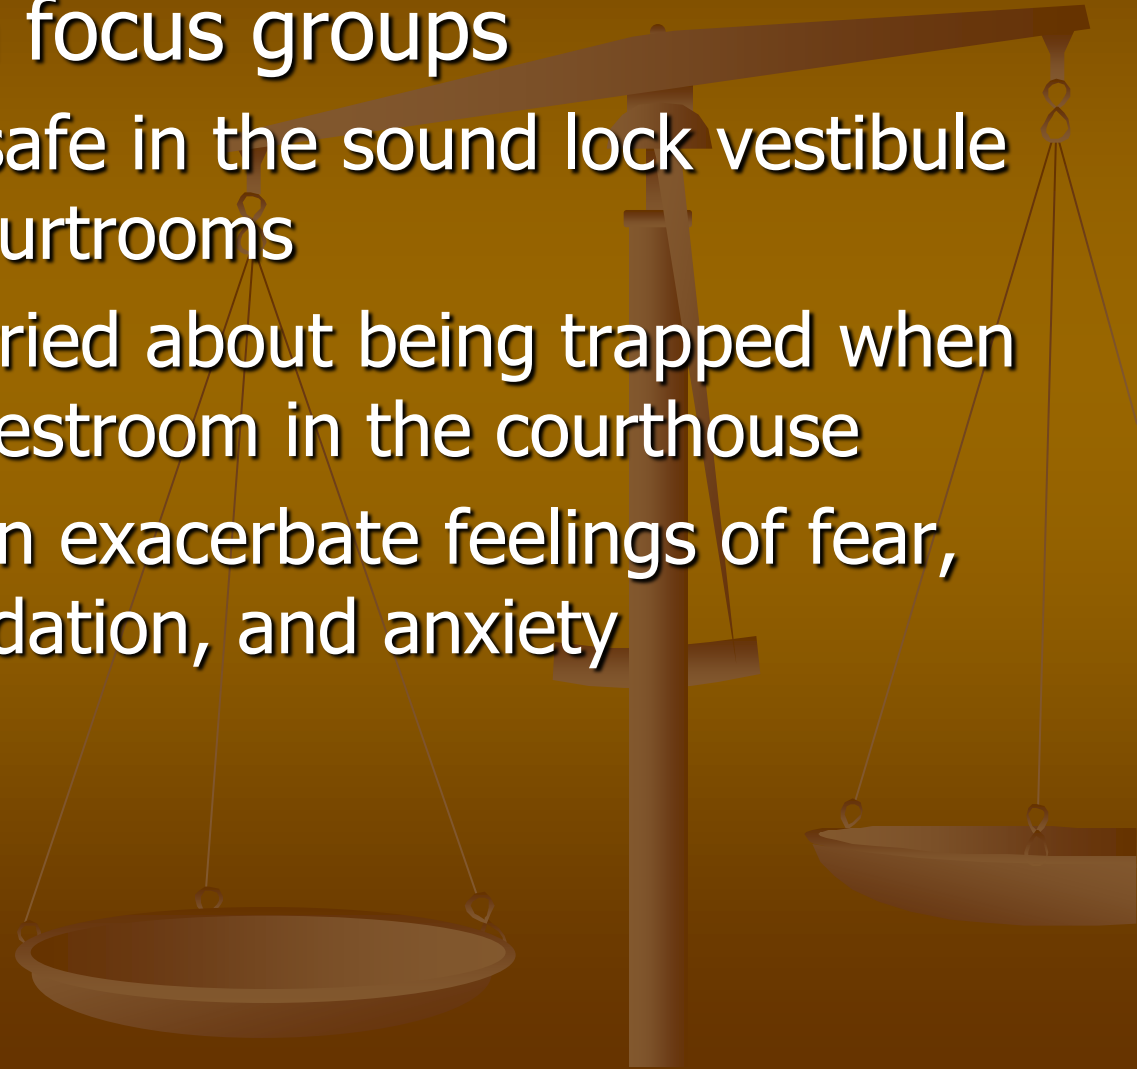 focus groups
safe in the sound lock vestibule
urtrooms
ried about being trapped when
estroom in the courthouse
n exacerbate feelings of fear,
dation, and anxiety